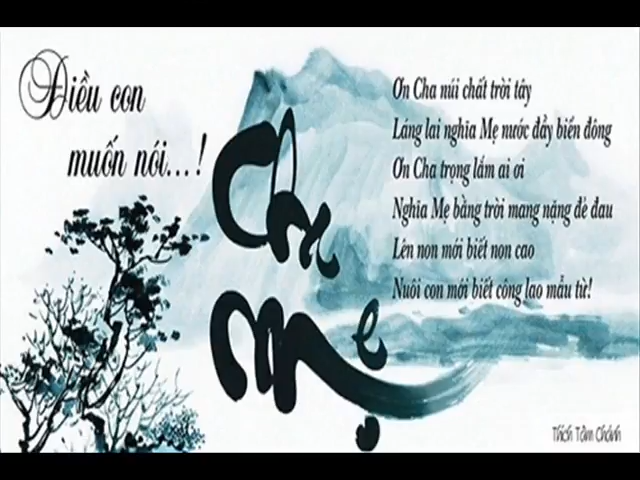 Điều con
muốn nói...!
Cha
Mẹ
Ơn Cha núi chất trời tây
Láng lai nghĩa Mẹ nước đầy biển đông
Ơn Cha trọng lắm ai ơi
Nghĩa Mẹ bằng trời mang nặng đẻ đau
Lên non mới biết non cao
Nuôi con mới biết công lao mẫu từ!
Thích Tâm Chánh